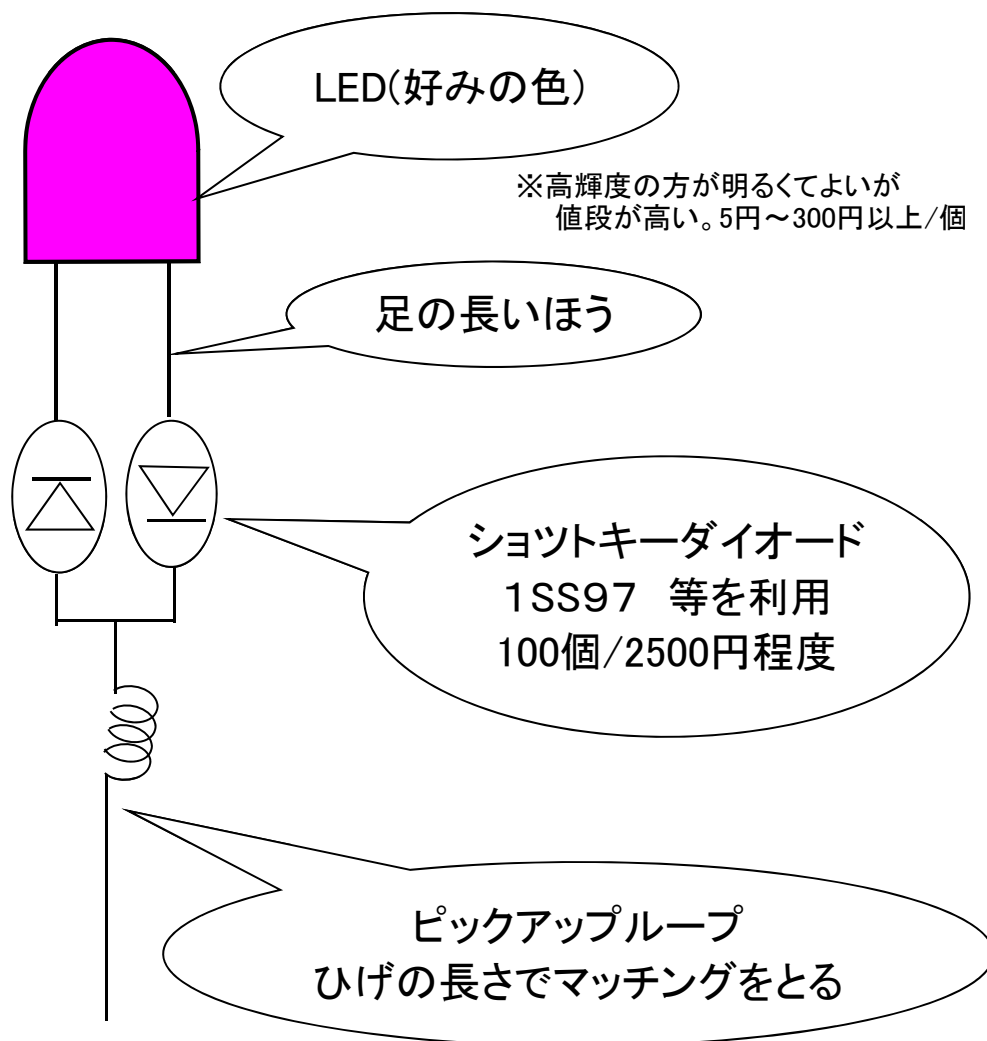 LED(好みの色)
※高輝度の方が明るくてよいが
値段が高い。5円～300円以上/個
足の長いほう
ショツトキーダイオード
1SS97 等を利用
100個/2500円程度
ピックアップループ
ひげの長さでマッチングをとる